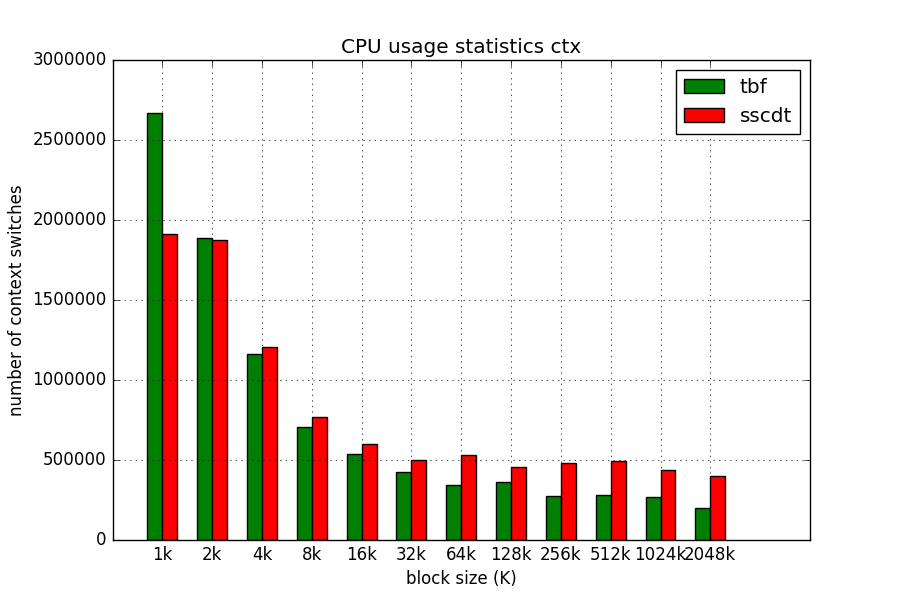 CPU usage statistics ctx
3000000
2500000
2000000
1500000
1000000
500000
0
number of context switches
tbf
sscdt
1k 2k 4k 8k 16k 32k 64k 128k 256k 512k 1024k 2048k
block size (K)